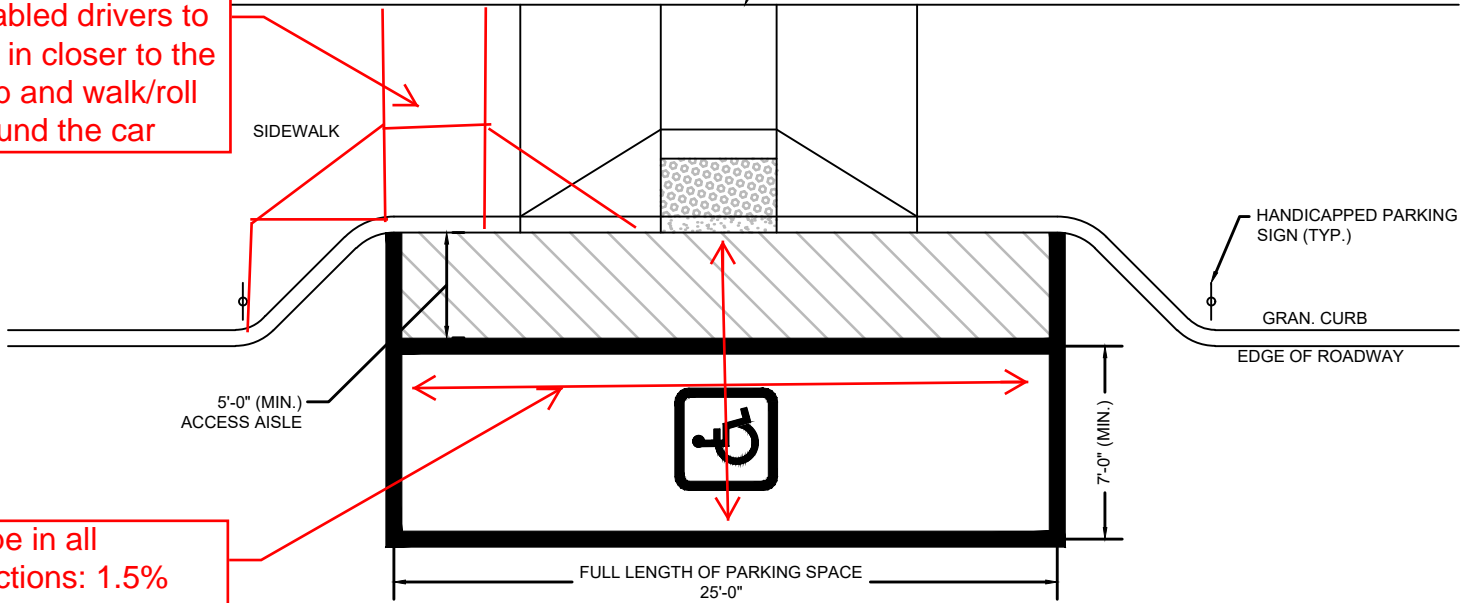 abled drivers to
in closer to the
and walk/roll
und the car
SIDEWALK
HANDICAPPED PARKING
SIGN (TYP.)
GRAN. CURB
EDGE OF ROADWAY
5'-0" (MIN.)
ACCESS AISLE
7'-0" (MIN.)
be in all
ctions: 1.5%
FULL LENGTH OF PARKING SPACE
25'-0"